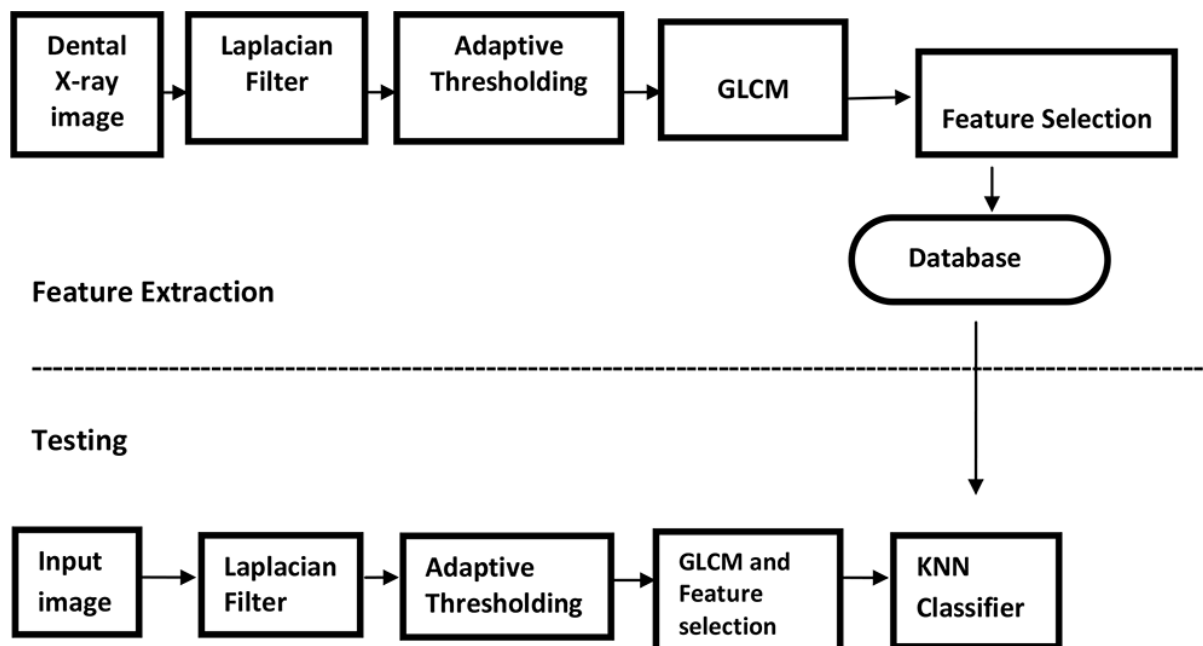 Dental
X-ray
image
Laplacian
Filter
Adaptive
Thresholding
GLCM
Feature Selection
Database
Feature Extraction
Testing
Input
image
Laplacian
Filter
Adaptive
Thresholding
GLCM and
Feature
selection
KNN
Classifier